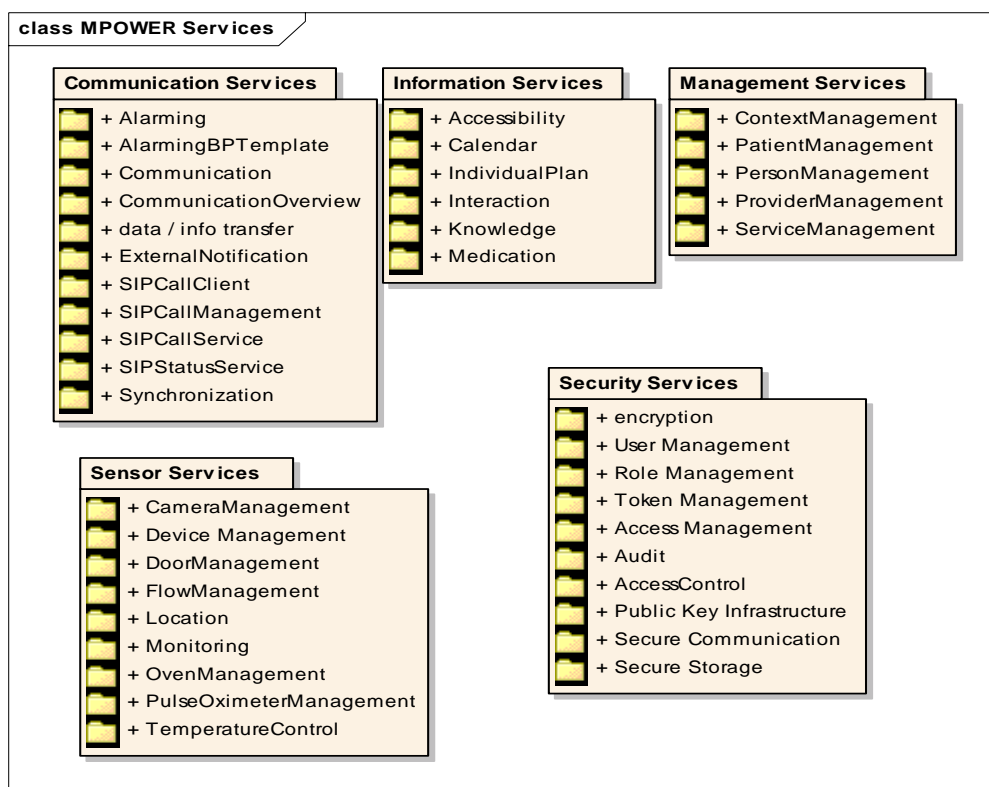 class MPOWER Services
Communication Services
+ Alarming
+ AlarmingBPTemplate
+ Communication
+ CommunicationOverview
+ data / info transfer
+ ExternalNotification
+ SIPCallClient
+ SIPCallManagement
+ SIPCallService
+ SIPStatusService
+ Synchronization
Information Services
+ Accessibility
+ Calendar
+ IndividualPlan
+ Interaction
+ Knowledge
+ Medication
Management Services
+ ContextManagement
+ PatientManagement
+ PersonManagement
+ ProviderManagement
+ ServiceManagement
Sensor Services
+ CameraManagement
+ Device Management
+ DoorManagement
+ FlowManagement
+ Location
+ Monitoring
+ OvenManagement
+ PulseOximeterManagement
+ TemperatureControl
Security Services
+ encryption
+ User Management
+ Role Management
+ Token Management
+ Access Management
+ Audit
+ AccessControl
+ Public Key Infrastructure
+ Secure Communication
+ Secure Storage